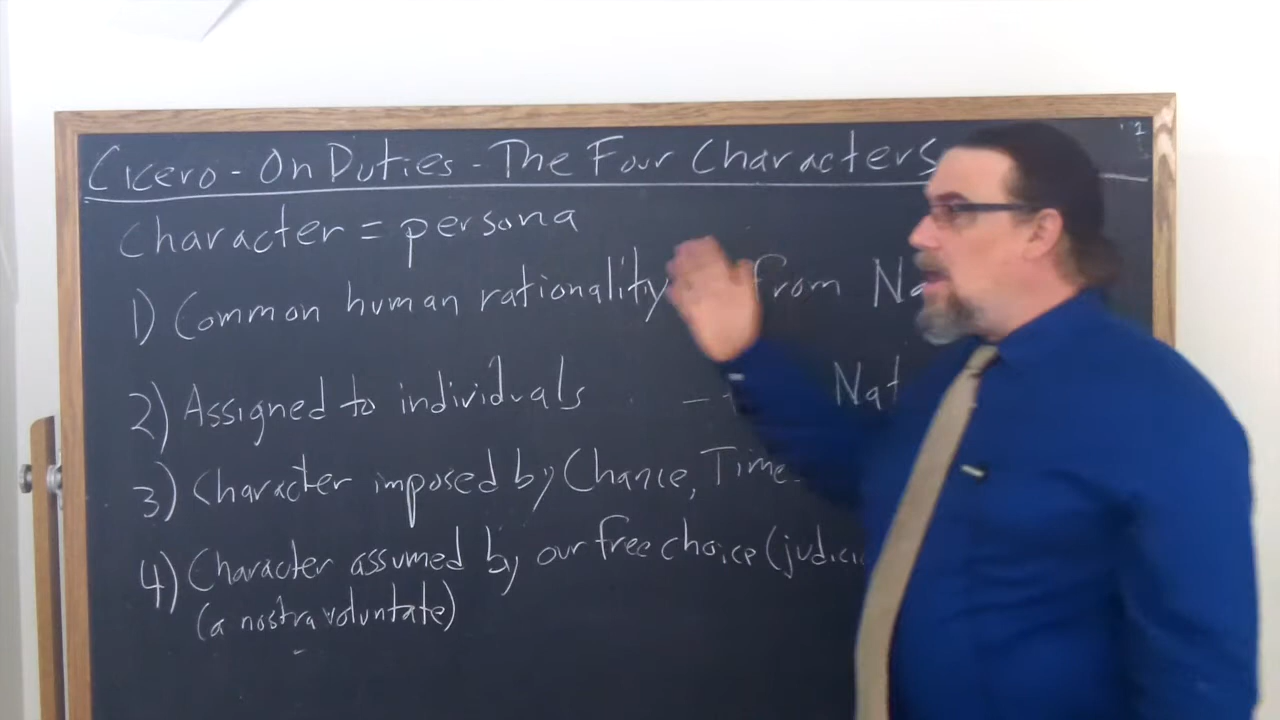 Cicero - On Duties - The Four Characters
Character = persona
1) Common human rationality from
2) Assigned to individuals -
3) Character imposed by Chance, Time
4) Character assumed by our free choice (
(a nostra voluntate)